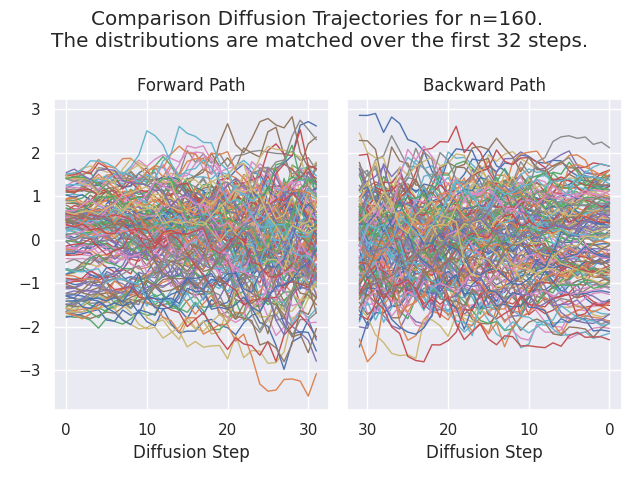 Comparison Diffusion Trajectories for n=160.
The distributions are matched over the first 32 steps.
Forward Path
Backward Path
3
2
1
0
−1
−2
−3
0
10
20
30
30
20
10
0
Diffusion Step
Diffusion Step